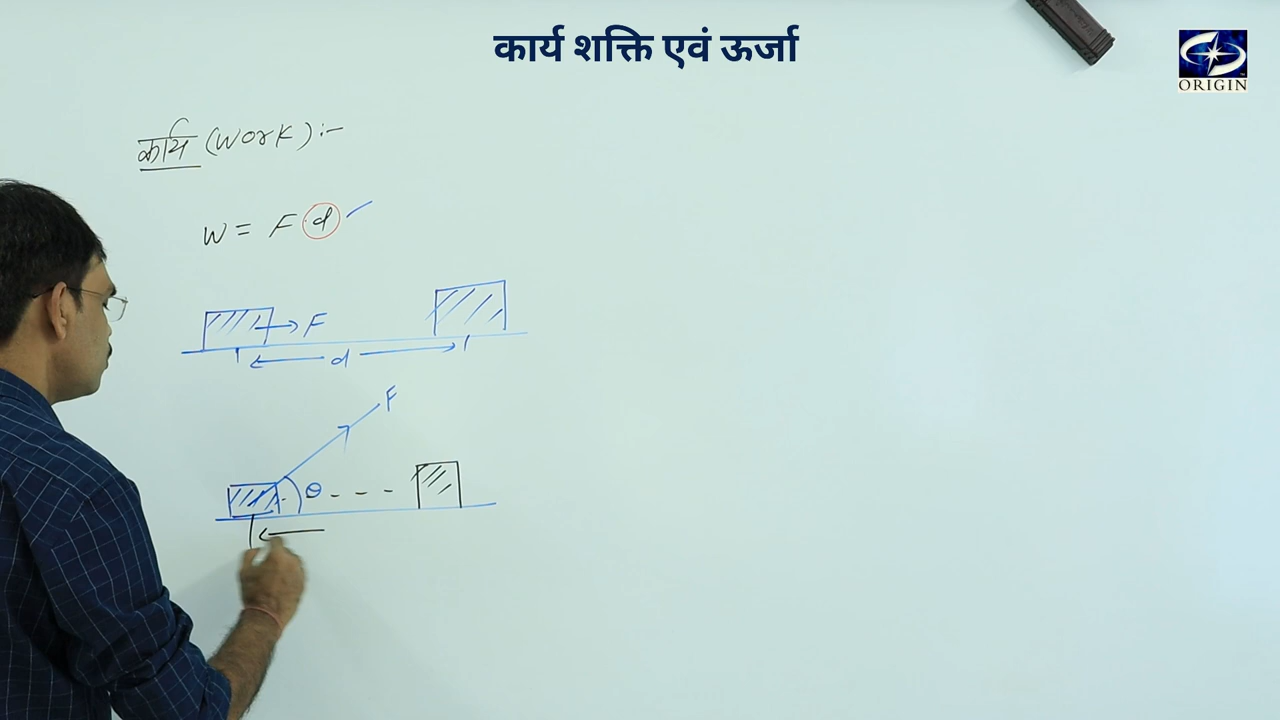 कार्य शक्ति एवं ऊर्जा
ORIGIN
कार्य (Work) :-
W = F d
F
d
F
θ